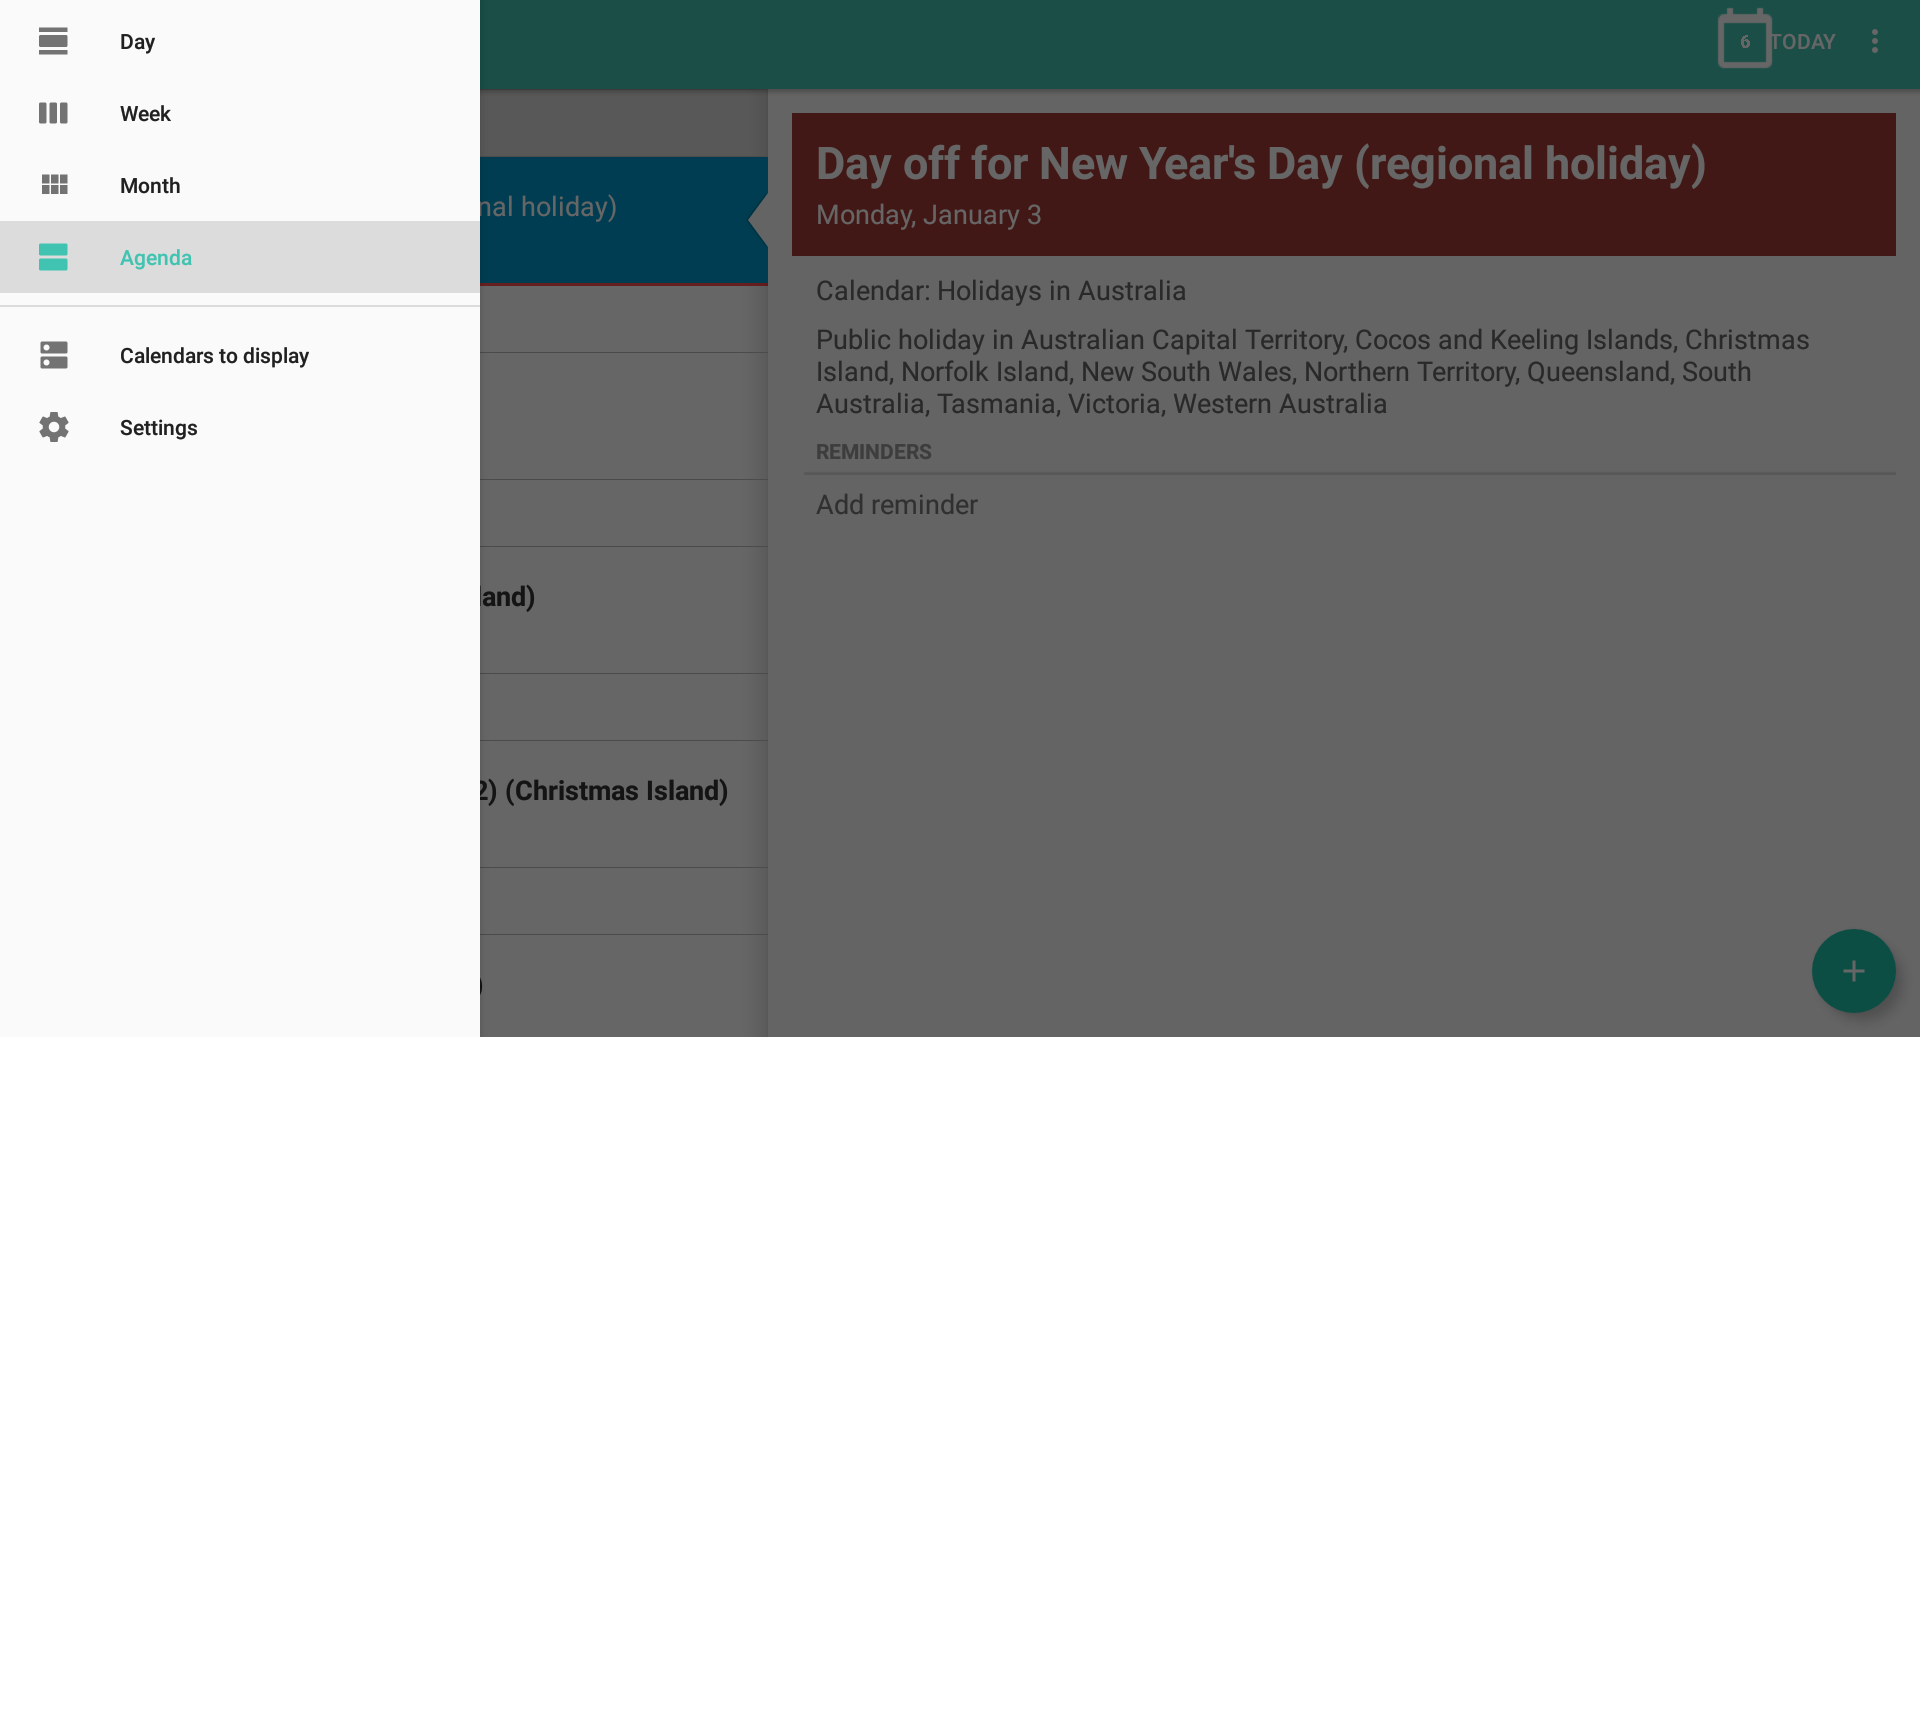 Day
Week
Month
Agenda
Calendars to display
Settings
6 TODAY
nal holiday)
and)
2) (Christmas Island)
)
Day off for New Year's Day (regional holiday)
Monday, January 3
Calendar: Holidays in Australia
Public holiday in Australian Capital Territory, Cocos and Keeling Islands, Christmas
Island, Norfolk Island, New South Wales, Northern Territory, Queensland, South
Australia, Tasmania, Victoria, Western Australia
REMINDERS
Add reminder